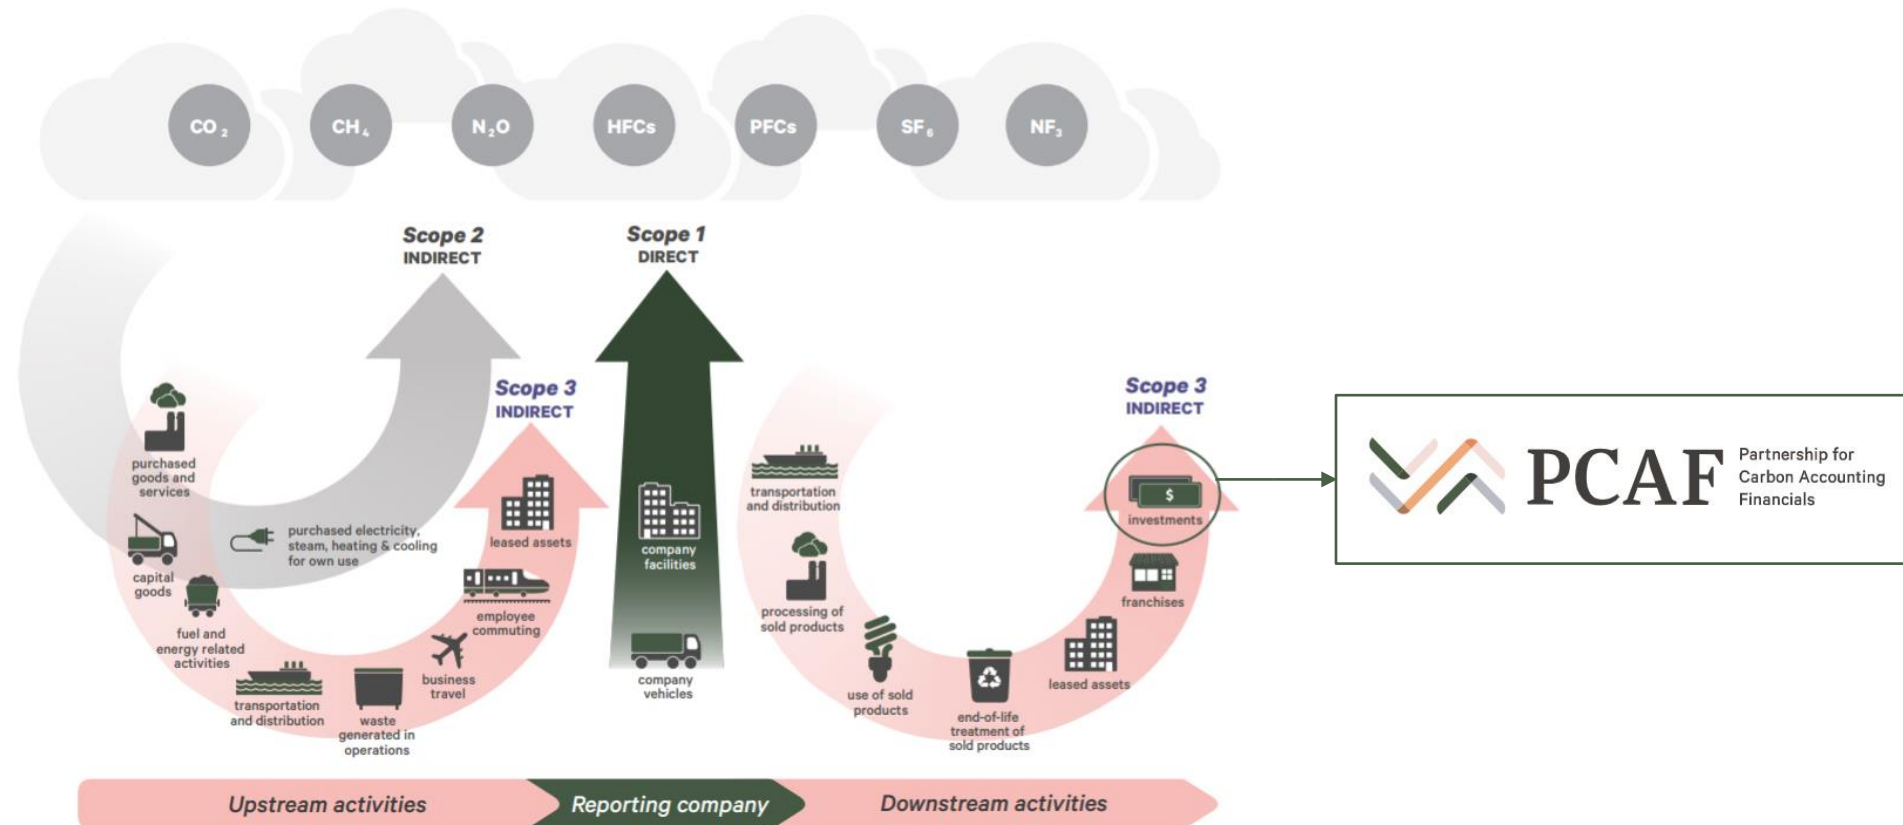 CO₂
CH₄
N₂O
HFCs
PFCs
SF₆
NF₃
Scope 2
INDIRECT
Scope 1
DIRECT
Scope 3
INDIRECT
Scope 3
INDIRECT
purchased
goods and
services
capital
goods
fuel and
energy related
activities
purchased electricity,
steam, heating & cooling
for own use
transportation
and distribution
waste
generated in
operations
business
travel
employee
commuting
leased assets
company
facilities
company
vehicles
transportation
and distribution
processing of
sold products
use of sold
products
end-of-life
treatment of
sold products
leased assets
franchises
$
investments
PCAF
Partnership for
Carbon Accounting
Financials
Upstream activities
Reporting company
Downstream activities